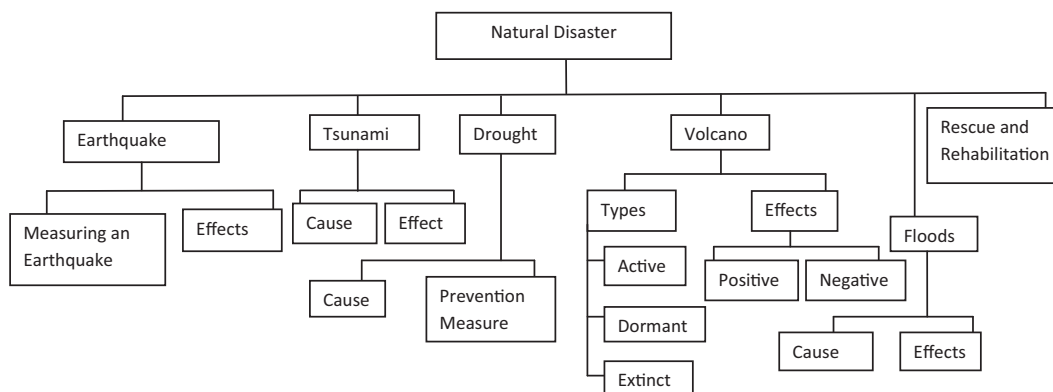 Natural Disaster
Earthquake
Tsunami
Drought
Volcano
Rescue and
Rehabilitation
Measuring an
Earthquake
Effects
Cause
Effect
Types
Effects
Floods
Cause
Prevention
Measure
Active
Positive
Negative
Dormant
Cause
Effects
Extinct